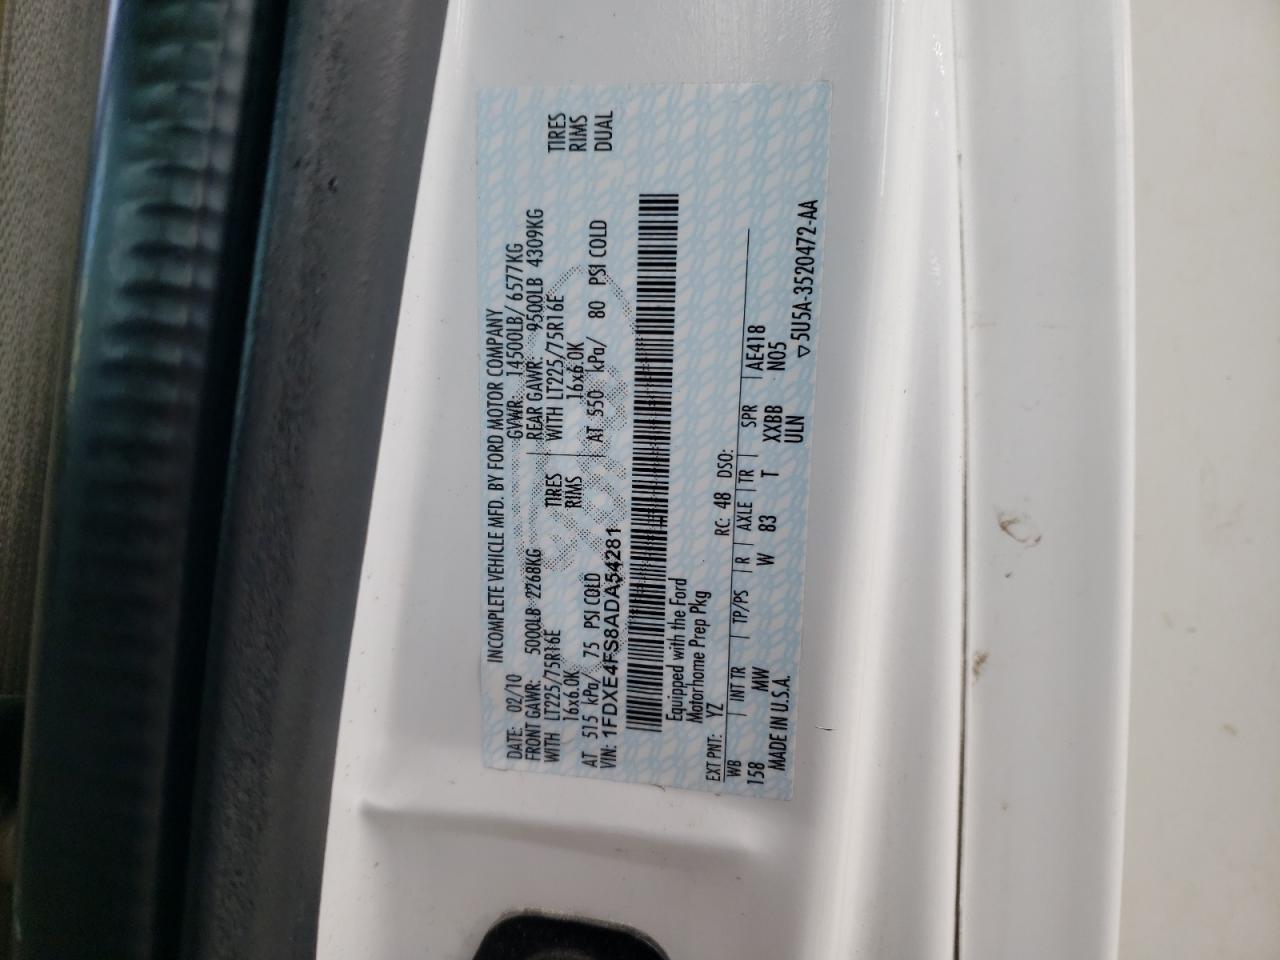 INCOMPLETE VEHICLE MFD. BY FORD MOTOR COMPANY
DATE: 02/10 GVWR: 14500LB/ 6577KG
FRONT GAWR: 5000LB 2268KG REAR GAWR: 9500LB 4309KG
WITH LT225/75R16E TIRES WITH LT225/75R16E TIRES
16x6.0K RIMS 16x6.0K RIMS
AT 515 kPa/ 75 PSI COLD AT 550 kPa/ 80 PSI COLD DUAL
VIN: 1FDXE4FS8ADA54281
Equipped with the Ford
Motorhome Prep Pkg
EXT PNT: YZ RC: 48 DSO:
WB INT TR TP/PS R AXLE TR SPR
158 MW W 83 T XXBB AE418
MADE IN U.S.A. ULN N05
▽5U5A-3520472-AA